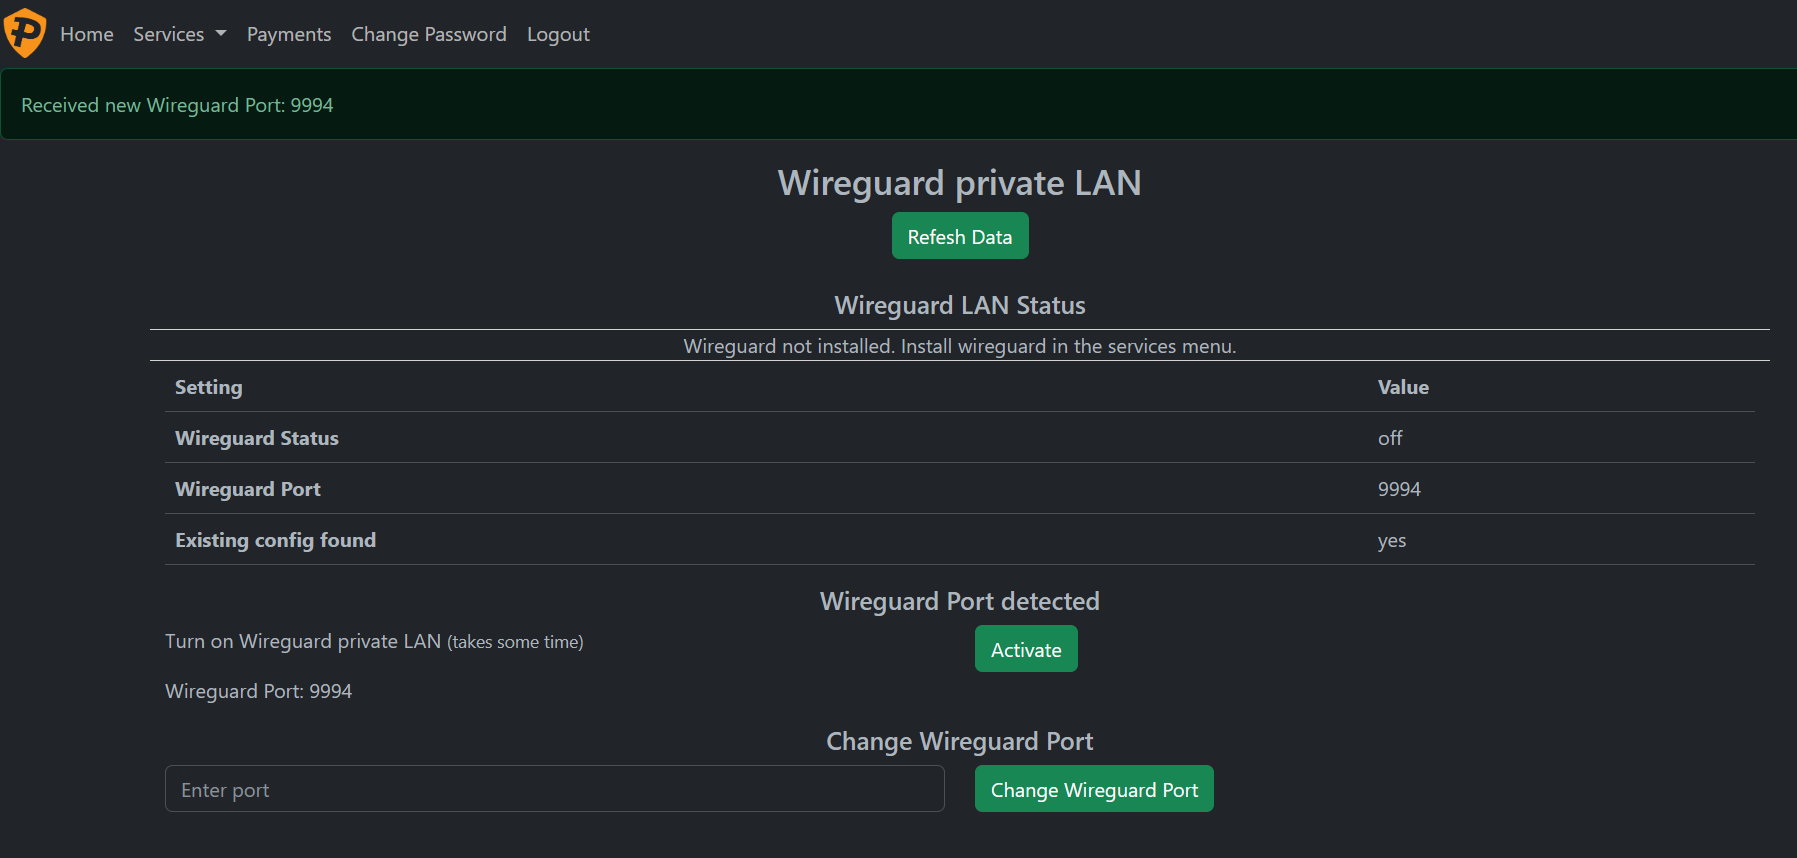 Home Services Payments Change Password Logout
Received new Wireguard Port: 9994
Wireguard private LAN
Refesh Data
Wireguard LAN Status
Wireguard not installed. Install wireguard in the services menu.
Setting Value
Wireguard Status off
Wireguard Port 9994
Existing config found yes
Wireguard Port detected
Turn on Wireguard private LAN (takes some time) Activate
Wireguard Port: 9994
Change Wireguard Port
Enter port Change Wireguard Port